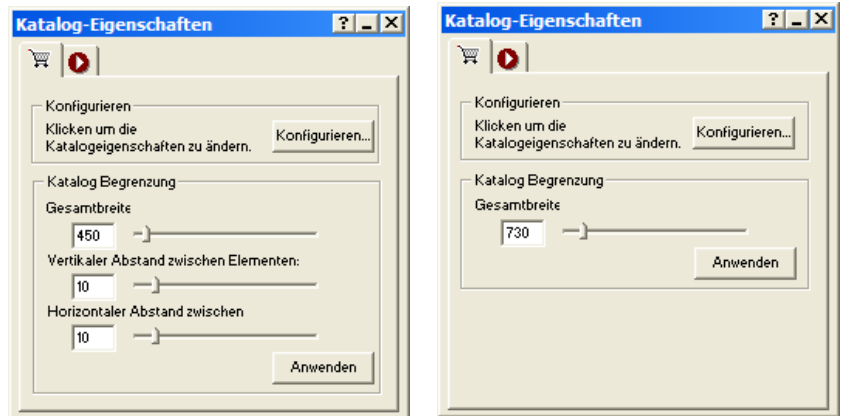 Katalog-Eigenschaften
Konfigurieren
Klicken um die
Katalogeigenschaften zu ändern.
Konfigurieren...
Katalog Begrenzung
Gesamtbreite
450
Vertikaler Abstand zwischen Elementen:
10
Horizontaler Abstand zwischen
10
Anwenden
Katalog-Eigenschaften
Konfigurieren
Klicken um die
Katalogeigenschaften zu ändern.
Konfigurieren...
Katalog Begrenzung
Gesamtbreite
730
Anwenden